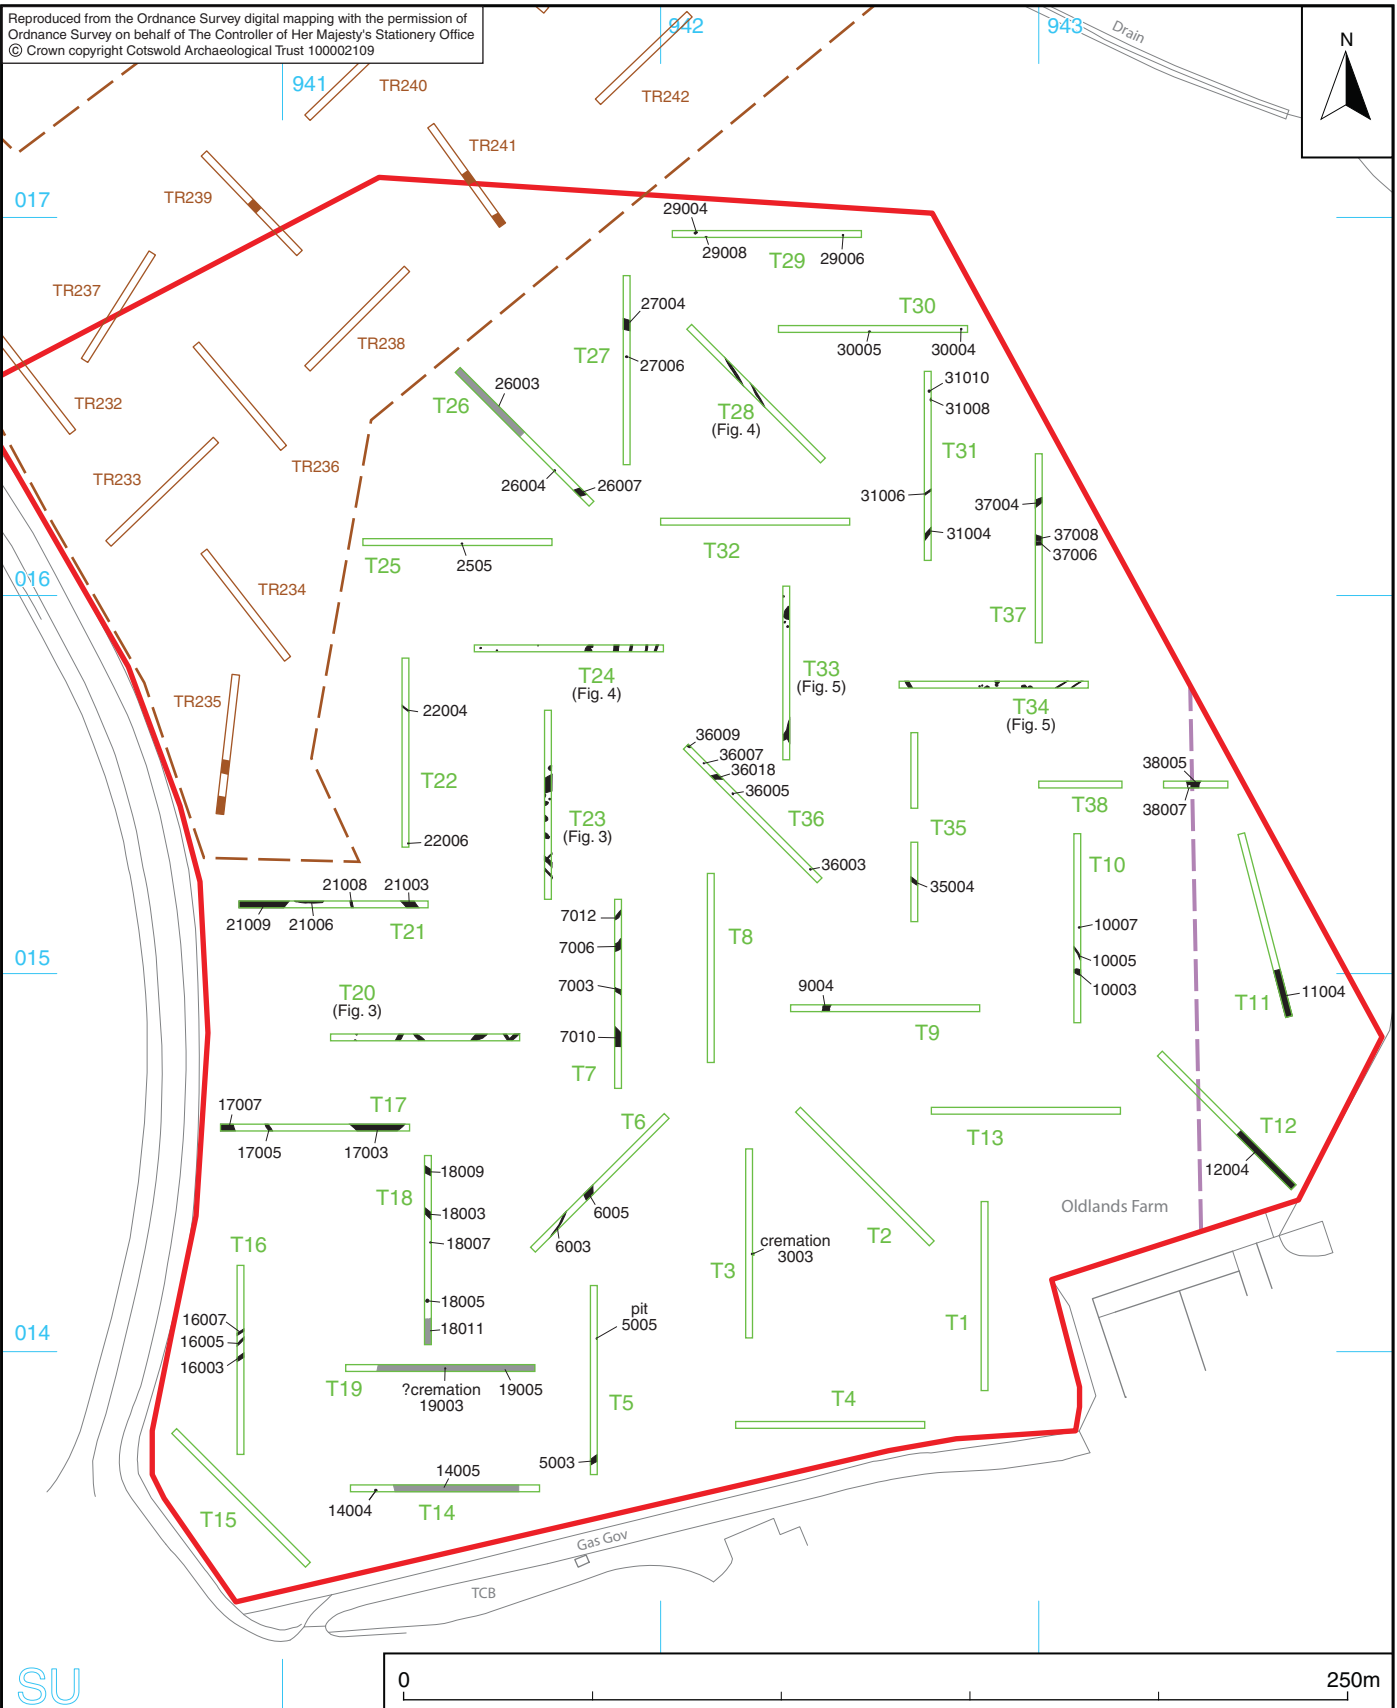 Reproduced from the Ordnance Survey digital mapping with the permission of
Ordnance Survey on behalf of The Controller of Her Majesty's Stationery Office
© Crown copyright Cotswold Archaeological Trust 100002109
942
943
Drain
N
941
TR240
TR242
TR241
TR239
017
29004
29008
T29
29006
TR237
27004
T30
TR238
T27
30005
30004
27006
26003
31010
T26
31008
TR232
T28
(Fig. 4)
T31
TR236
TR233
26004
26007
31006
37004
31004
37008
37006
T32
T25
2505
016
TR234
T37
T24
(Fig. 4)
T33
(Fig. 5)
TR235
T34
(Fig. 5)
22004
36009
36007
38005
36018
T22
36005
38007
T38
T23
(Fig. 3)
T36
T35
22006
T10
36003
21008
21003
35004
21009
21006
T21
7012
10007
T8
7006
10005
015
7003
9004
10003
T20
(Fig. 3)
T11
11004
7010
T9
T7
17007
T17
T6
T13
T12
17005
17003
12004
18009
T18
6005
Oldlands Farm
18003
T2
6003
cremation
3003
T16
18007
T3
18005
pit
5005
16007
T1
014
18011
16005
16003
T19
?cremation
19003
19005
T5
T4
5003
14005
14004
T14
T15
Gas Gov
TCB
SU
0
250m